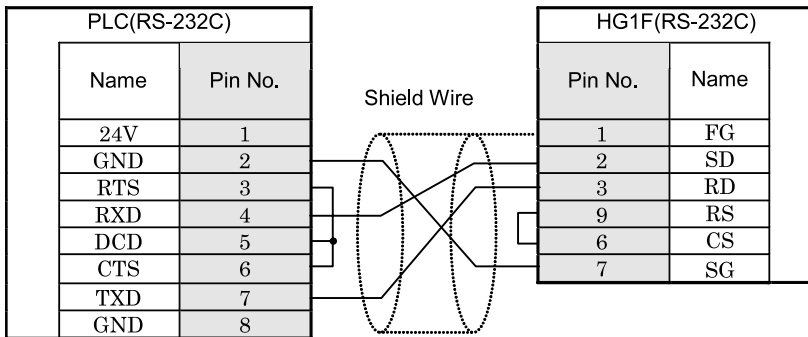 PLC(RS-232C)
HG1F(RS-232C)
Name Pin No.
Shield Wire
Pin No. Name
24V 1
GND 2
RTS 3
RXD 4
DCD 5
CTS 6
TXD 7
GND 8
1 FG
2 SD
3 RD
9 RS
6 CS
7 SG